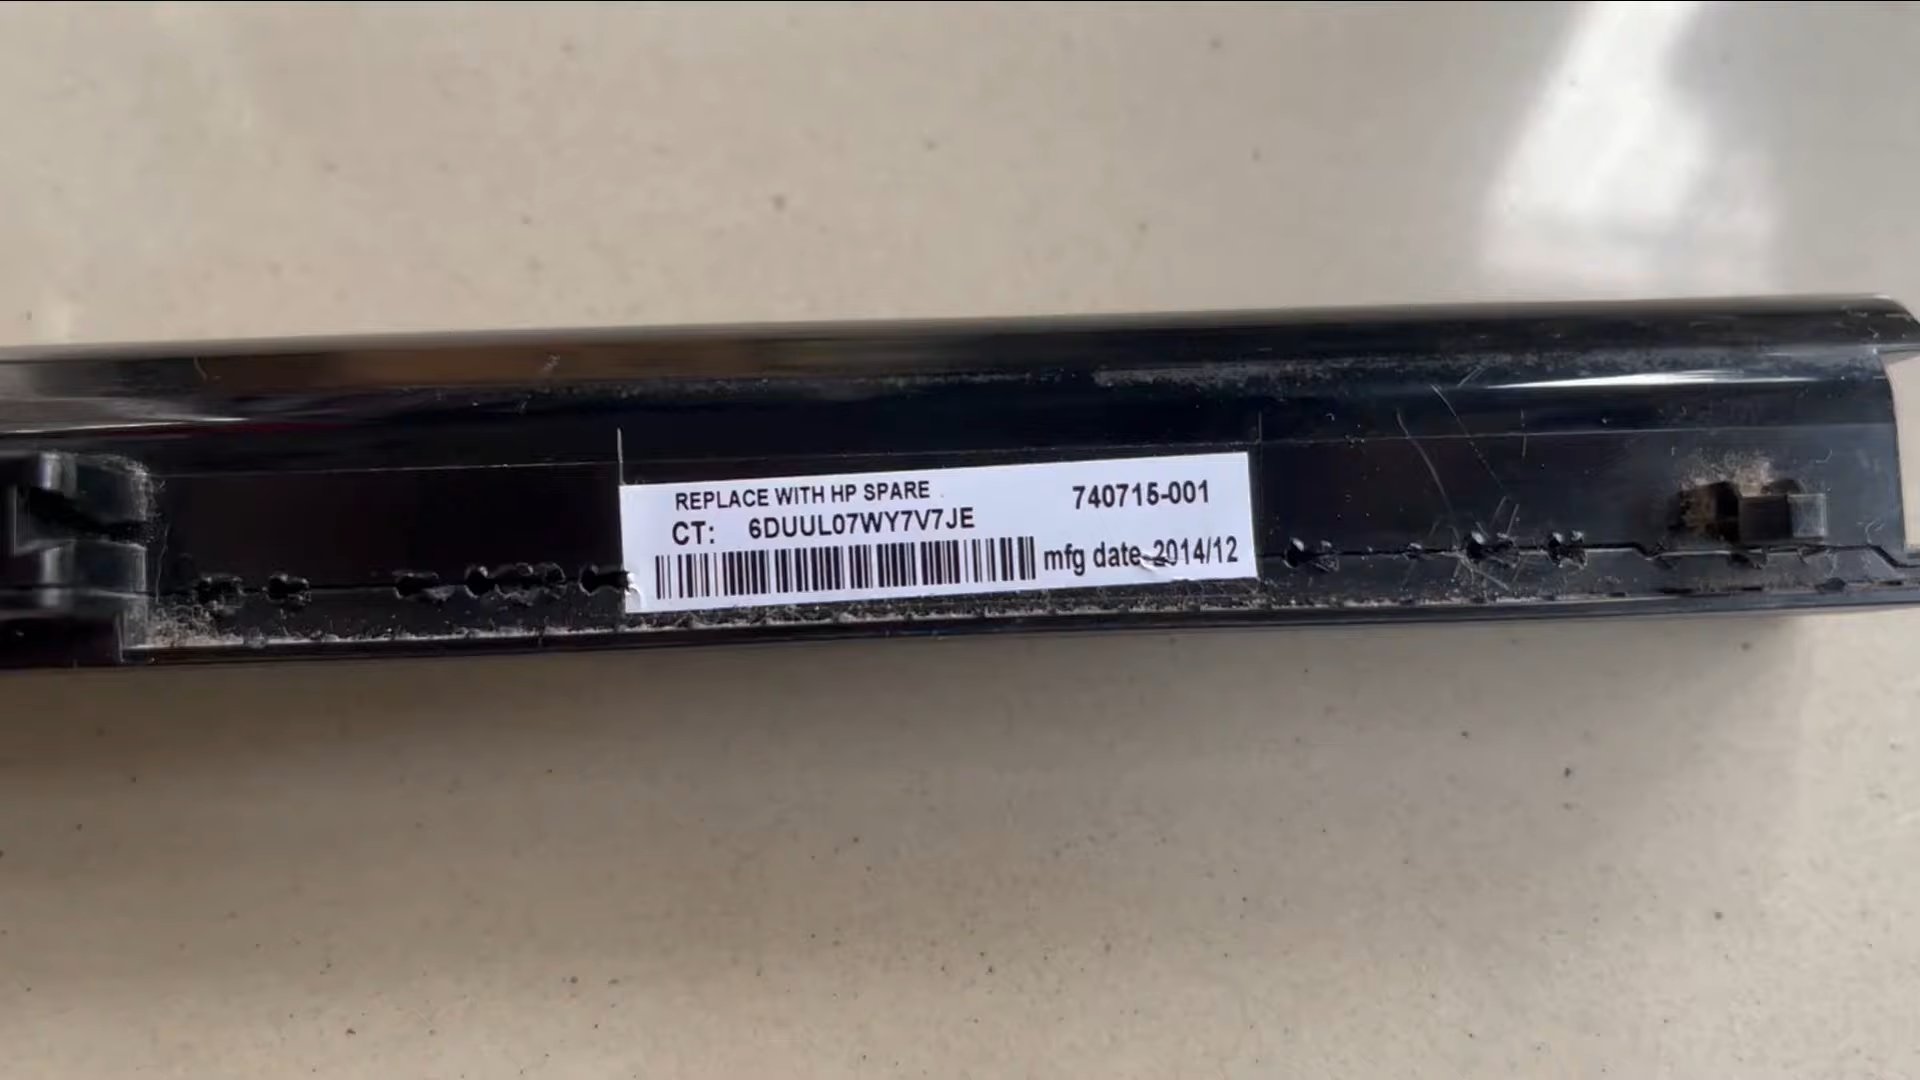 REPLACE WITH HP SPARE
740715-001
CT: 6DUUL07WY7V7JE
mfg date 2014/12